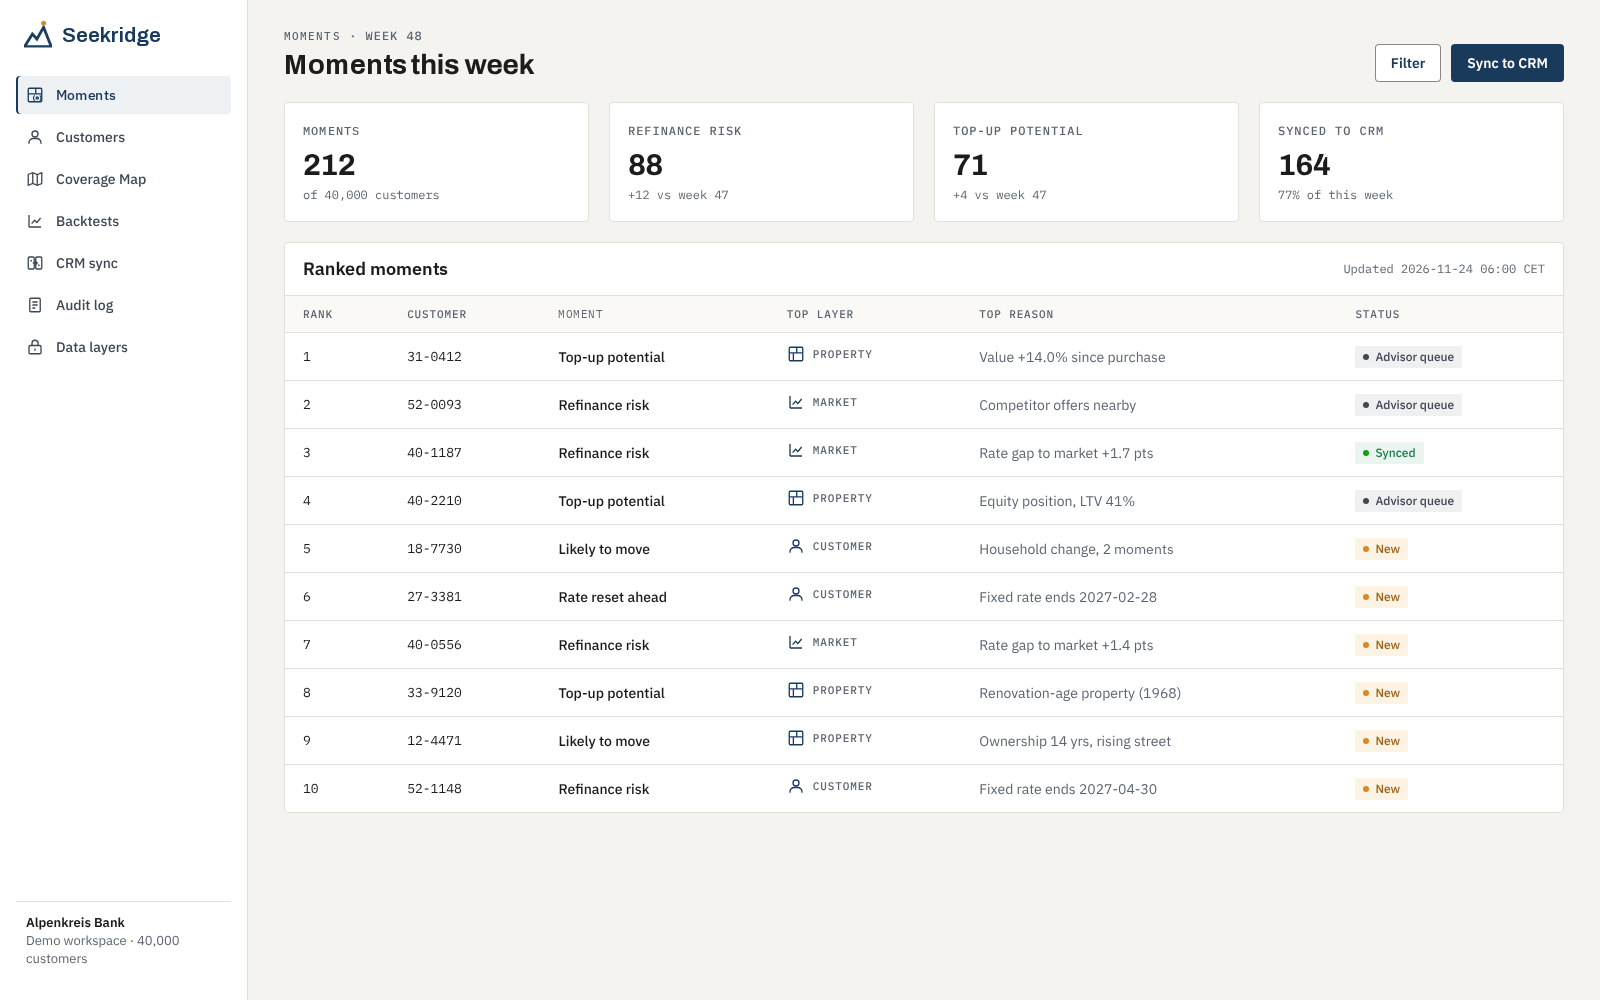 Seekridge
Moments
Customers
Coverage Map
Backtests
CRM sync
Audit log
Data layers
Alpenkreis Bank
Demo workspace · 40,000
customers
MOMENTS · WEEK 48
Moments this week
Filter
Sync to CRM
MOMENTS
212
of 40,000 customers
REFINANCE RISK
88
+12 vs week 47
TOP-UP POTENTIAL
71
+4 vs week 47
SYNCED TO CRM
164
77% of this week
Ranked moments
Updated 2026-11-24 06:00 CET
RANK CUSTOMER MOMENT TOP LAYER TOP REASON STATUS
1 31-0412 Top-up potential PROPERTY Value +14.0% since purchase Advisor queue
2 52-0093 Refinance risk MARKET Competitor offers nearby Advisor queue
3 40-1187 Refinance risk MARKET Rate gap to market +1.7 pts Synced
4 40-2210 Top-up potential PROPERTY Equity position, LTV 41% Advisor queue
5 18-7730 Likely to move CUSTOMER Household change, 2 moments New
6 27-3381 Rate reset ahead CUSTOMER Fixed rate ends 2027-02-28 New
7 40-0556 Refinance risk MARKET Rate gap to market +1.4 pts New
8 33-9120 Top-up potential PROPERTY Renovation-age property (1968) New
9 12-4471 Likely to move PROPERTY Ownership 14 yrs, rising street New
10 52-1148 Refinance risk CUSTOMER Fixed rate ends 2027-04-30 New